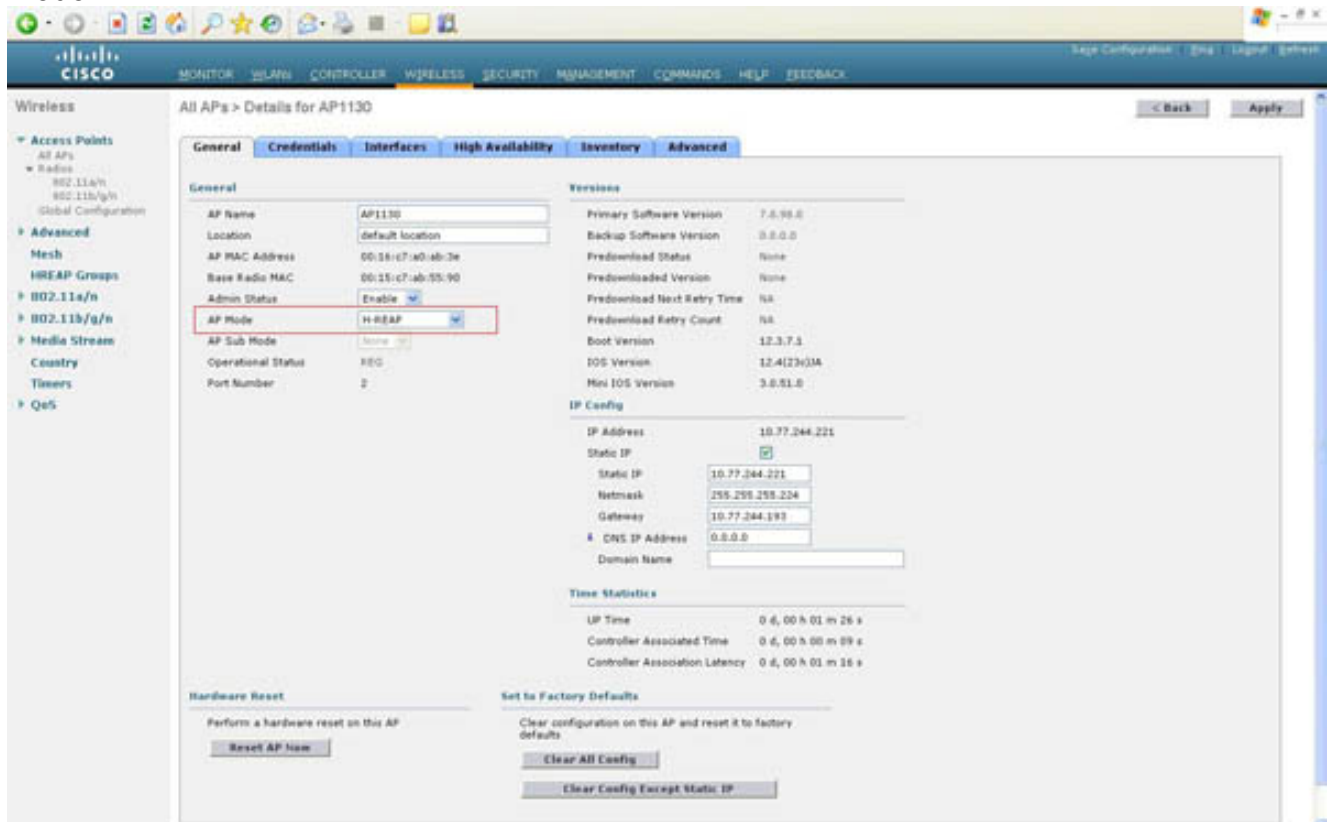 Save Configuration Ping Logout Refresh
CISCO
MONITOR WLANs CONTROLLER WIRELESS SECURITY MANAGEMENT COMMANDS HELP FEEDBACK
Wireless
All APs > Details for AP1130
< Back
Apply
Access Points
All APs
Radios
802.11a/n
802.11b/g/n
Global Configuration
Advanced
Mesh
HREAP Groups
802.11a/n
802.11b/g/n
Media Stream
Country
Timers
QoS
General Credentials Interfaces High Availability Inventory Advanced
General
AP Name AP1130
Location default location
AP MAC Address 00:16:c7:a0:ab:3e
Base Radio MAC 00:15:c7:ab:55:90
Admin Status Enable
AP Mode H-REAP
AP Sub Mode None
Operational Status REG
Port Number 2
Versions
Primary Software Version 7.0.98.0
Backup Software Version 0.0.0.0
Predownload Status None
Predownloaded Version None
Predownload Next Retry Time NA
Predownload Retry Count NA
Boot Version 12.3.7.1
IOS Version 12.4(23c)JA
Mini IOS Version 3.0.51.0
IP Config
IP Address 10.77.244.221
Static IP
Static IP 10.77.244.221
Netmask 255.255.255.224
Gateway 10.77.244.193
DNS IP Address 0.0.0.0
Domain Name
Time Statistics
UP Time 0 d, 00 h 01 m 26 s
Controller Associated Time 0 d, 00 h 00 m 09 s
Controller Association Latency 0 d, 00 h 01 m 16 s
Hardware Reset
Perform a hardware reset on this AP
Reset AP Now
Set to Factory Defaults
Clear configuration on this AP and reset it to factory
defaults
Clear All Config
Clear Config Except Static IP